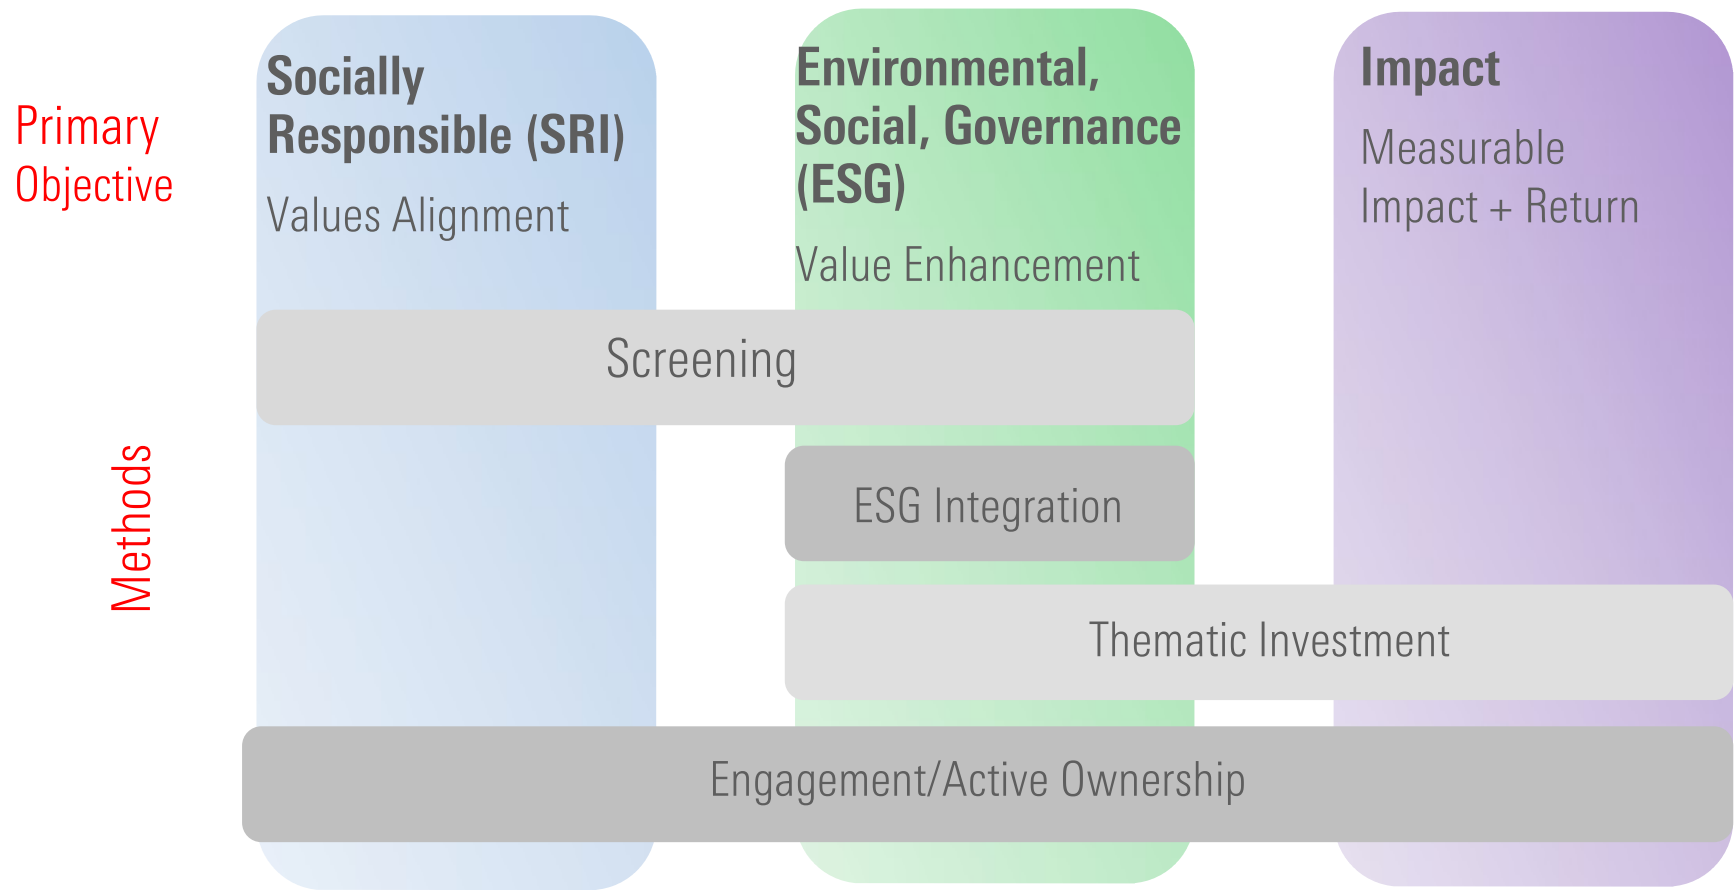 Primary
Objective
Socially
Responsible (SRI)
Values Alignment
Environmental,
Social, Governance
(ESG)
Value Enhancement
Impact
Measurable
Impact + Return
Methods
Screening
ESG Integration
Thematic Investment
Engagement/Active Ownership